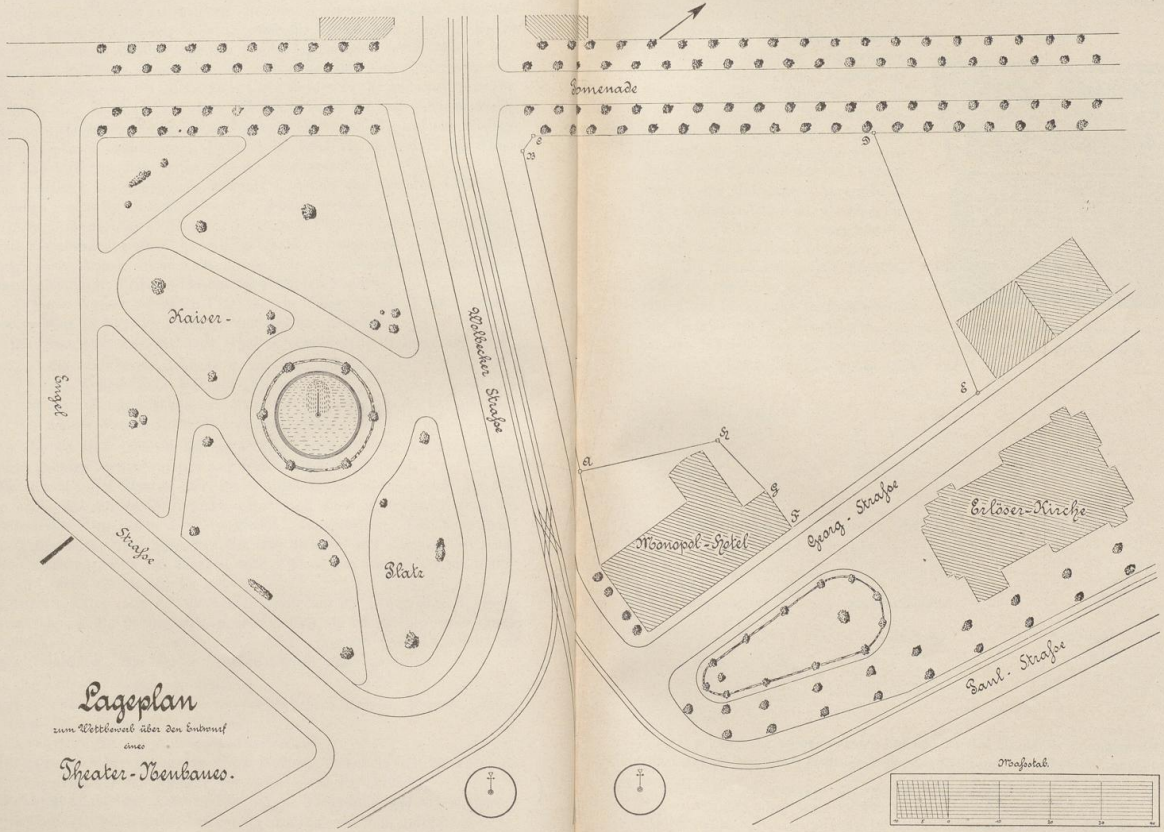 Promenade
C
B
D
Kaiser-
Engel
Wolbecker Straße
E
A
H
G
F
Georg-Straße
Erlöser-Kirche
Monopol-Hotel
Straße
Platz
Paul-Straße
Lageplan
zum Wettbewerb über den Entwurf
eines
Theater-Neubaues.
Maßstab.